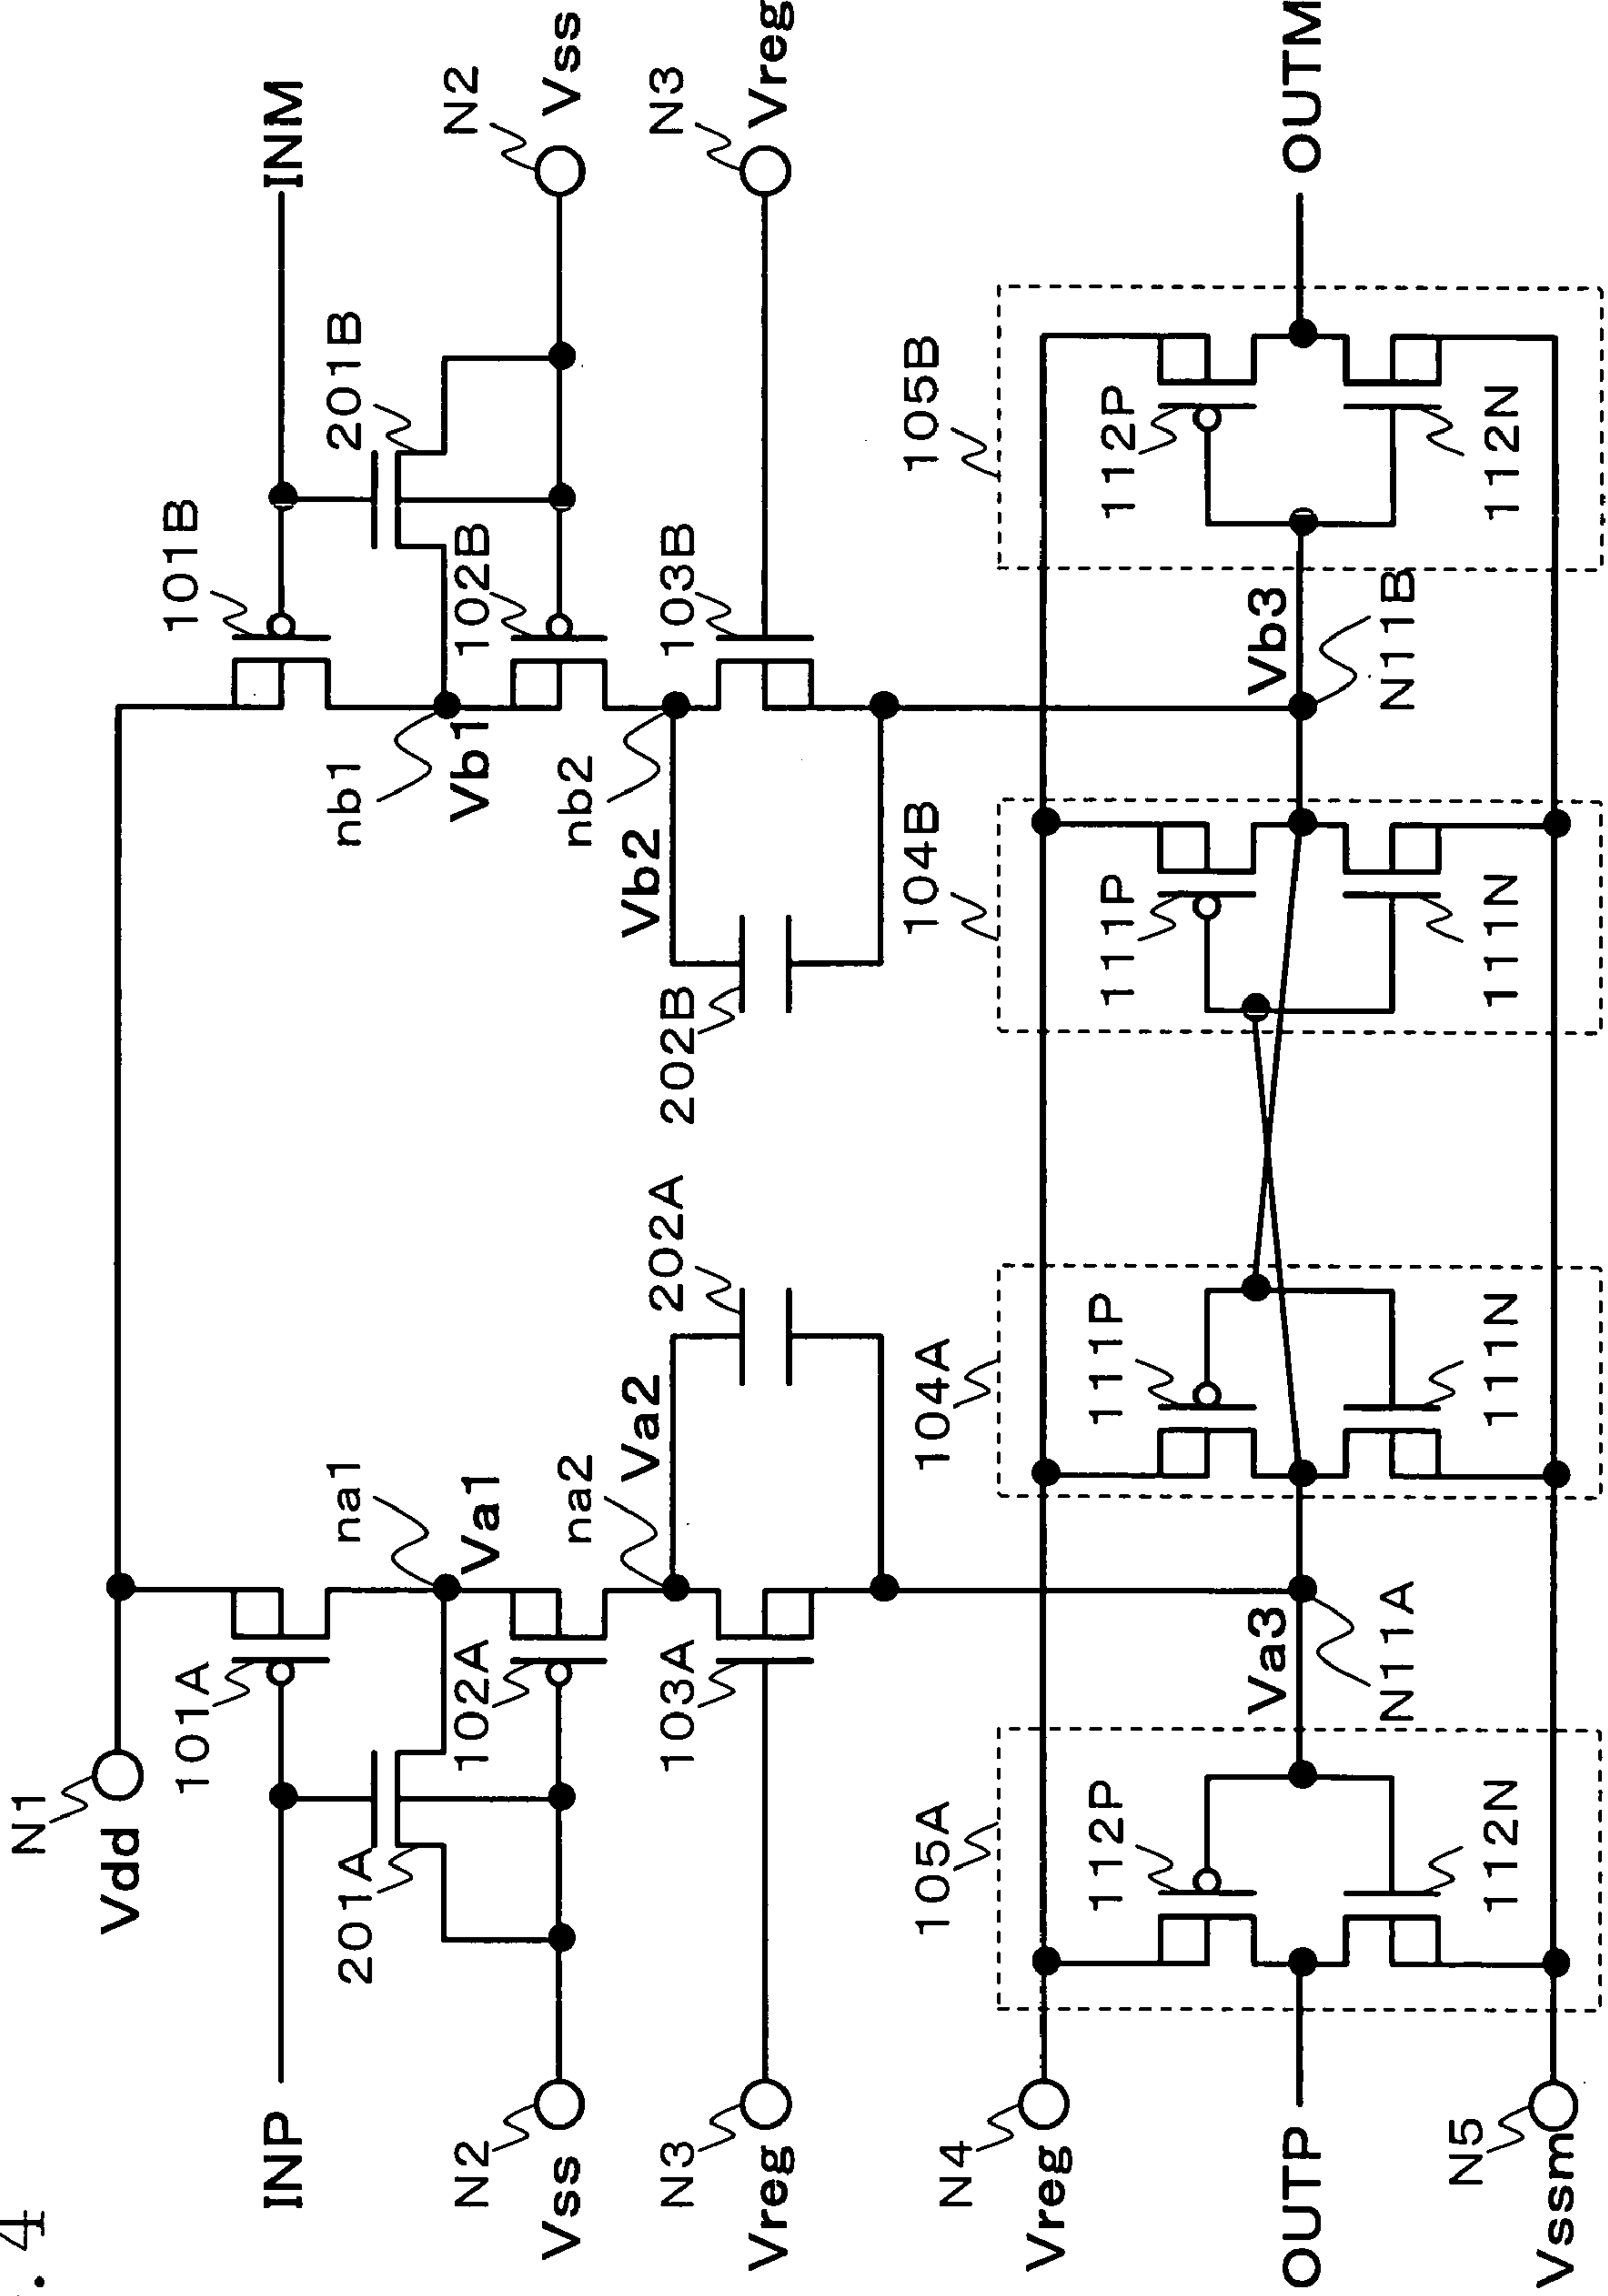 . 4
N1
Vdd
INP
INM
101A
101B
201A
201B
na1
Va1
nb1
Vb1
N2
Vss
N2
Vss
102A
102B
na2
Va2
nb2
Vb2
N3
Vreg
N3
Vreg
103A
103B
202A
202B
N4
Vreg
105A
104A
104B
105B
112P
111P
111P
112P
OUTP
Va3
N11A
Vb3
N11B
OUTM
112N
111N
111N
112N
N5
Vssm